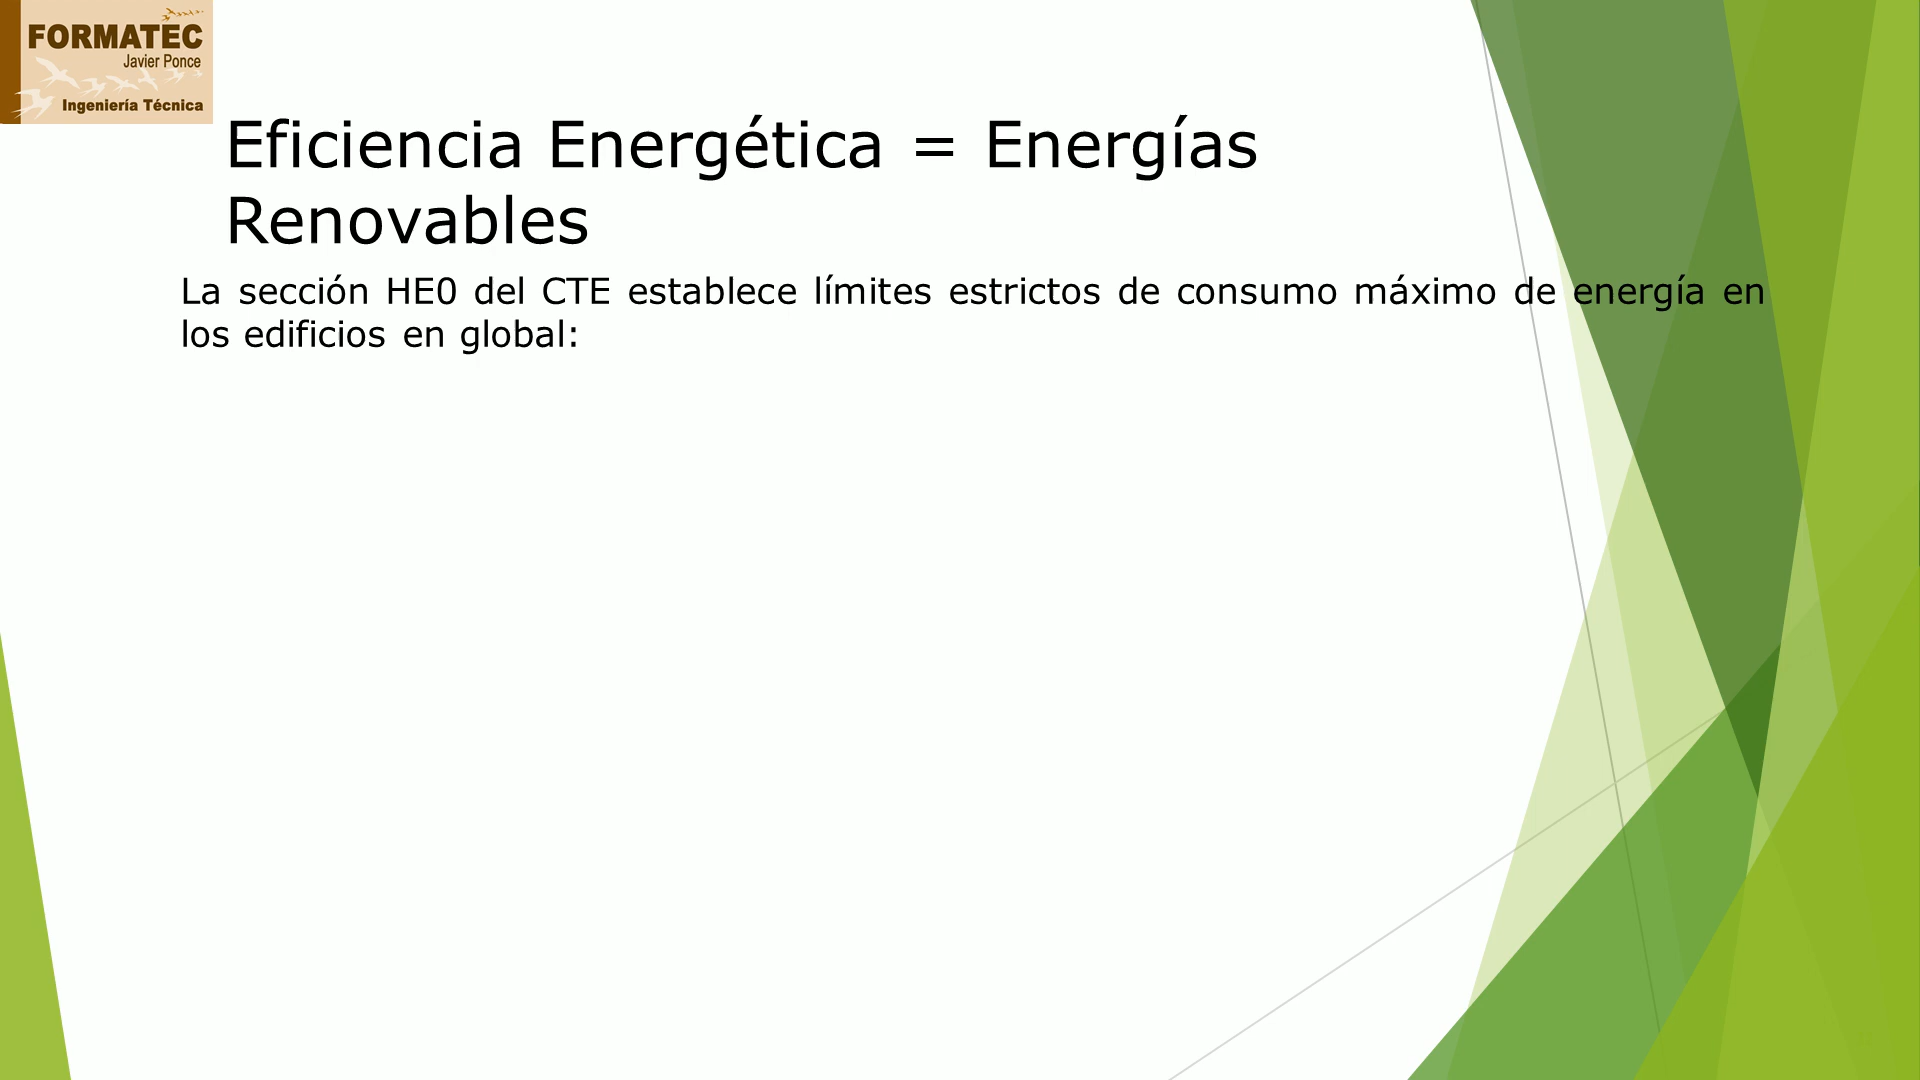 FORMATEC
Javier Ponce
Ingeniería Técnica
Eficiencia Energética = Energías
Renovables
La sección HE0 del CTE establece límites estrictos de consumo máximo de energía en
los edificios en global: